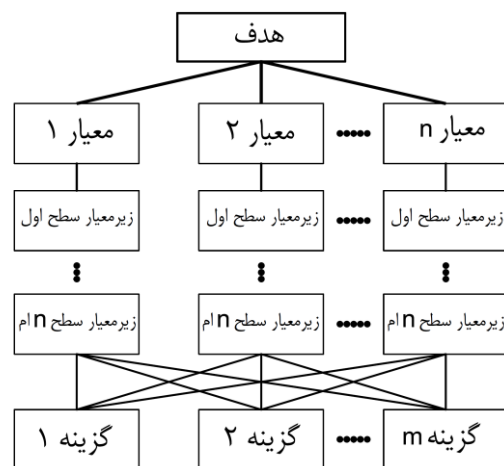 هدف
معیار ۱ معیار ۲ ..... معیار n
زیرمعیار سطح اول زیرمعیار سطح اول ..... زیرمعیار سطح اول
زیرمعیار سطح n ام زیرمعیار سطح n ام ..... زیرمعیار سطح n ام
گزینه ۱ گزینه ۲ ..... گزینه m